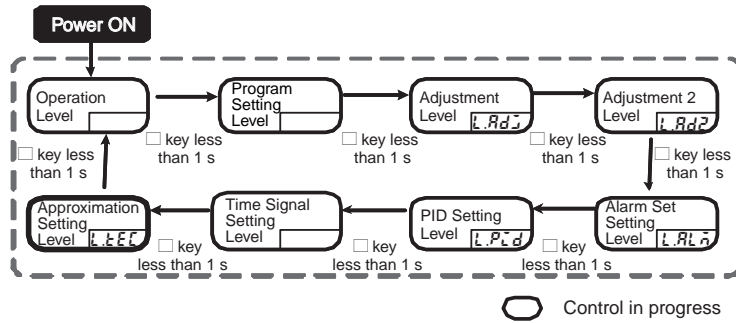 Power ON
Operation
Level
Program
Setting
Level
Adjustment
Level L.AdJ
Adjustment 2
Level L.Ad2
□ key less
than 1 s
□ key less
than 1 s
□ key less
than 1 s
□ key less
than 1 s
□ key less
than 1 s
Approximation
Setting
Level L.tEC
Time Signal
Setting
Level
PID Setting
Level L.PId
Alarm Set
Setting
Level L.ALM
□ key
less than 1 s
□ key
less than 1 s
□ key
less than 1 s
Control in progress